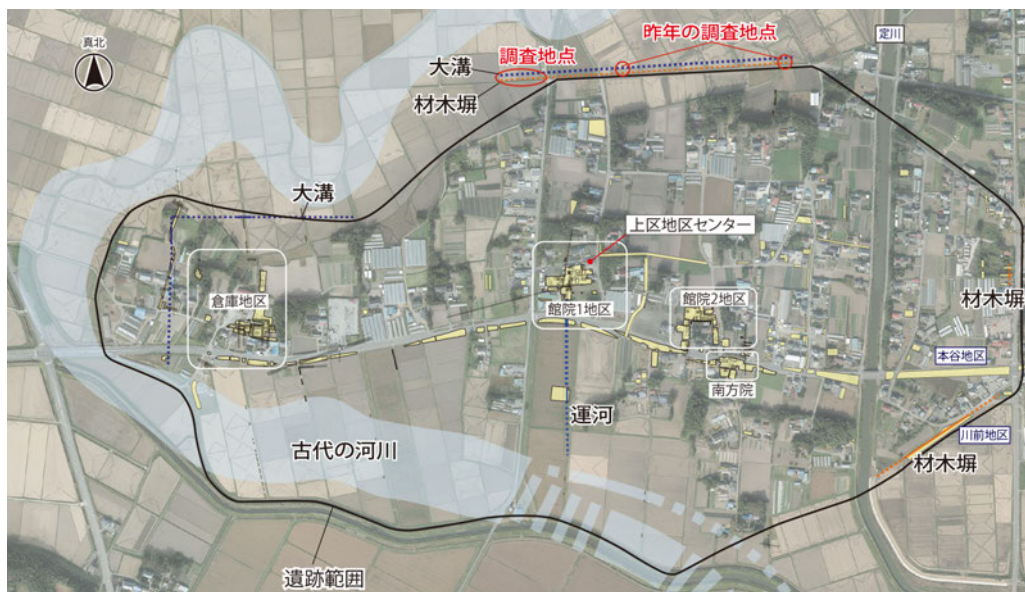 真北
定川
昨年の調査地点
調査地点
大溝
材木塀
大溝
上区地区センター
倉庫地区
館院1地区
館院2地区
材木塀
本谷地区
南方院
運河
川前地区
古代の河川
材木塀
遺跡範囲